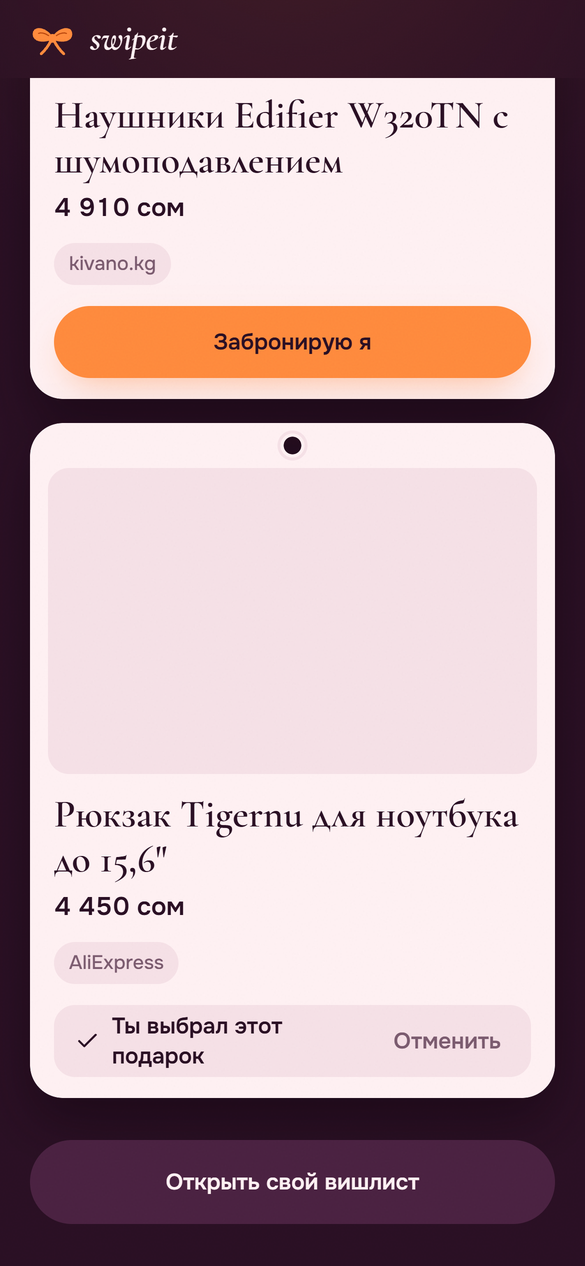 swipeit
Наушники Edifier W320TN с
шумоподавлением
4 910 сом
kivano.kg
Забронирую я
Рюкзак Tigernu для ноутбука
до 15,6"
4 450 сом
AliExpress
Ты выбрал этот
подарок
Отменить
Открыть свой вишлист